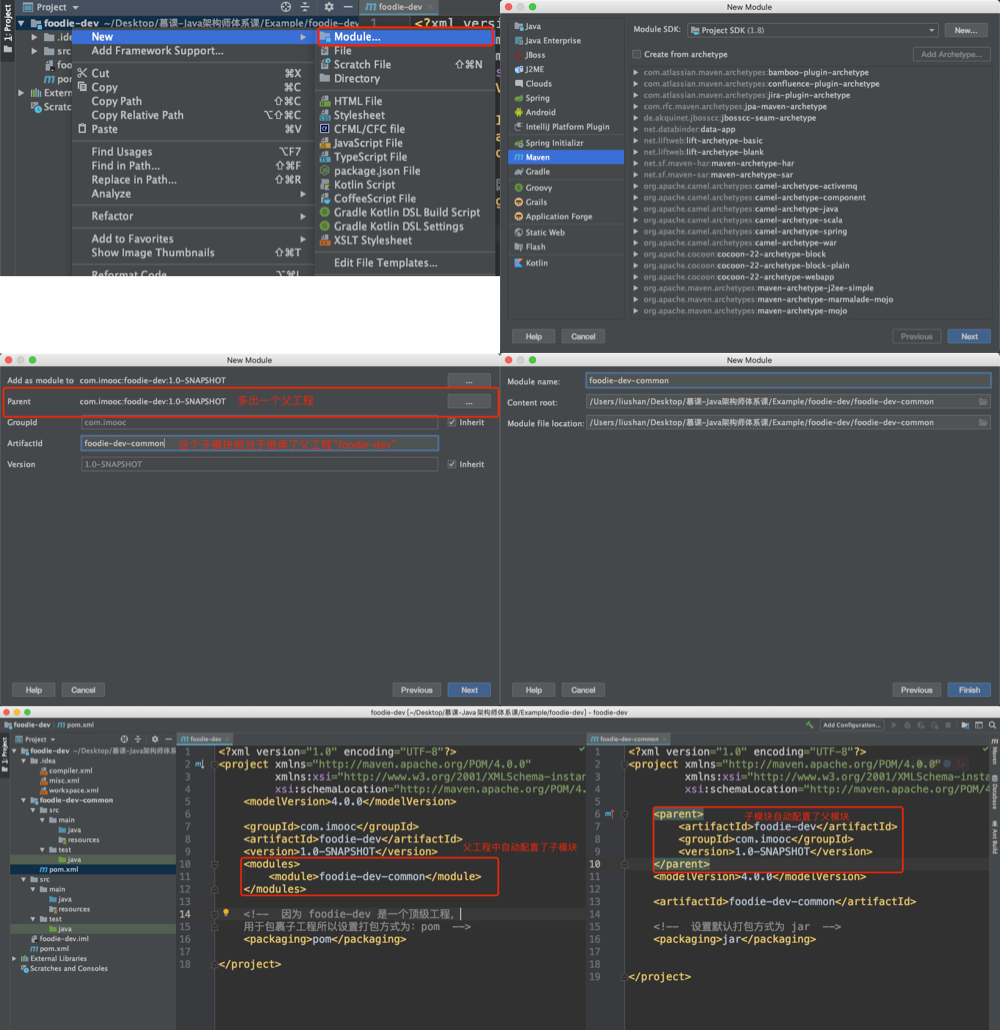 Project
foodie-dev ~/Desktop/慕课-Java架构师体系课/Example/foodie-dev
1: Project
New
Add Framework Support...
Cut ⌘X
Copy ⌘C
Copy Path ⇧⌘C
Copy Relative Path ⌥⇧⌘C
Paste ⌘V
Find Usages ⌥F7
Find in Path... ⇧⌘F
Replace in Path... ⇧⌘R
Analyze
Refactor
Add to Favorites
Show Image Thumbnails ⇧⌘T
Reformat Code ⌥⌘L
.ide
src
foo
pom
Extern
Scratc
foodie-dev
1 <?xml vers
Module...
File
Scratch File ⇧⌘N
Directory
HTML File
Stylesheet
CFML/CFC file
JavaScript File
TypeScript File
package.json File
Kotlin Script
CoffeeScript File
Gradle Kotlin DSL Build Script
Gradle Kotlin DSL Settings
XSLT Stylesheet
Edit File Templates...
New Module
Java
Java Enterprise
JBoss
J2ME
Clouds
Spring
Android
IntelliJ Platform Plugin
Spring Initializr
Maven
Gradle
Groovy
Grails
Application Forge
Static Web
Flash
Kotlin
Module SDK: Project SDK (1.8) New...
Create from archetype Add Archetype...
com.atlassian.maven.archetypes:bamboo-plugin-archetype
com.atlassian.maven.archetypes:confluence-plugin-archetype
com.atlassian.maven.archetypes:jira-plugin-archetype
com.rfc.maven.archetypes:jpa-maven-archetype
de.akquinet.jbosscc:jbosscc-seam-archetype
net.databinder:data-app
net.liftweb:lift-archetype-basic
net.liftweb:lift-archetype-blank
net.sf.maven-har:maven-archetype-har
net.sf.maven-sar:maven-archetype-sar
org.apache.camel.archetypes:camel-archetype-activemq
org.apache.camel.archetypes:camel-archetype-component
org.apache.camel.archetypes:camel-archetype-java
org.apache.camel.archetypes:camel-archetype-scala
org.apache.camel.archetypes:camel-archetype-spring
org.apache.camel.archetypes:camel-archetype-war
org.apache.cocoon:cocoon-22-archetype-block
org.apache.cocoon:cocoon-22-archetype-block-plain
org.apache.cocoon:cocoon-22-archetype-webapp
org.apache.maven.archetypes:maven-archetype-j2ee-simple
org.apache.maven.archetypes:maven-archetype-marmalade-mojo
org.apache.maven.archetypes:maven-archetype-mojo
Help Cancel Previous Next
New Module
Add as module to com.imooc:foodie-dev:1.0-SNAPSHOT ...
Parent com.imooc:foodie-dev:1.0-SNAPSHOT 多出一个父工程 ...
GroupId com.imooc Inherit
ArtifactId foodie-dev-common 这个子模块相当于继承了父工程"foodie-dev"
Version 1.0-SNAPSHOT Inherit
Help Cancel Previous Next
New Module
Module name: foodie-dev-common
Content root: /Users/liushan/Desktop/慕课-Java架构师体系课/Example/foodie-dev/foodie-dev-common
Module file location: /Users/liushan/Desktop/慕课-Java架构师体系课/Example/foodie-dev/foodie-dev-common
Help Cancel Previous Finish
foodie-dev [~/Desktop/慕课-Java架构师体系课/Example/foodie-dev] - foodie-dev
foodie-dev pom.xml
Add Configuration...
1: Project
Project
foodie-dev ~/Desktop/慕课-Java架构师体
.idea
compiler.xml
misc.xml
workspace.xml
foodie-dev-common
src
main
java
resources
test
java
pom.xml
src
main
java
resources
test
java
foodie-dev.iml
pom.xml
External Libraries
Scratches and Consoles
foodie-dev
1 <?xml version="1.0" encoding="UTF-8"?>
2 <project xmlns="http://maven.apache.org/POM/4.0.0"
3 xmlns:xsi="http://www.w3.org/2001/XMLSchema-instan
4 xsi:schemaLocation="http://maven.apache.org/POM/4
5 <modelVersion>4.0.0</modelVersion>
6
7 <groupId>com.imooc</groupId>
8 <artifactId>foodie-dev</artifactId>
9 <version>1.0-SNAPSHOT</version>
父工程中自动配置了子模块
10 <modules>
11 <module>foodie-dev-common</module>
12 </modules>
13
14 <!-- 因为 foodie-dev 是一个顶级工程，
15 用于包裹子工程所以设置打包方式为：pom -->
16 <packaging>pom</packaging>
17
18 </project>
foodie-dev-common
1 <?xml version="1.0" encoding="UTF-8"?>
2 <project xmlns="http://maven.apache.org/POM/4.0.0"
3 xmlns:xsi="http://www.w3.org/2001/XMLSchema-insta
4 xsi:schemaLocation="http://maven.apache.org/POM/4
5
6 <parent> 子模块自动配置了父模块
7 <artifactId>foodie-dev</artifactId>
8 <groupId>com.imooc</groupId>
9 <version>1.0-SNAPSHOT</version>
10 </parent>
11 <modelVersion>4.0.0</modelVersion>
12
13 <artifactId>foodie-dev-common</artifactId>
14
15 <!-- 设置默认打包方式为 jar -->
16 <packaging>jar</packaging>
17
18
19 </project>
Maven
Database
Ant Build